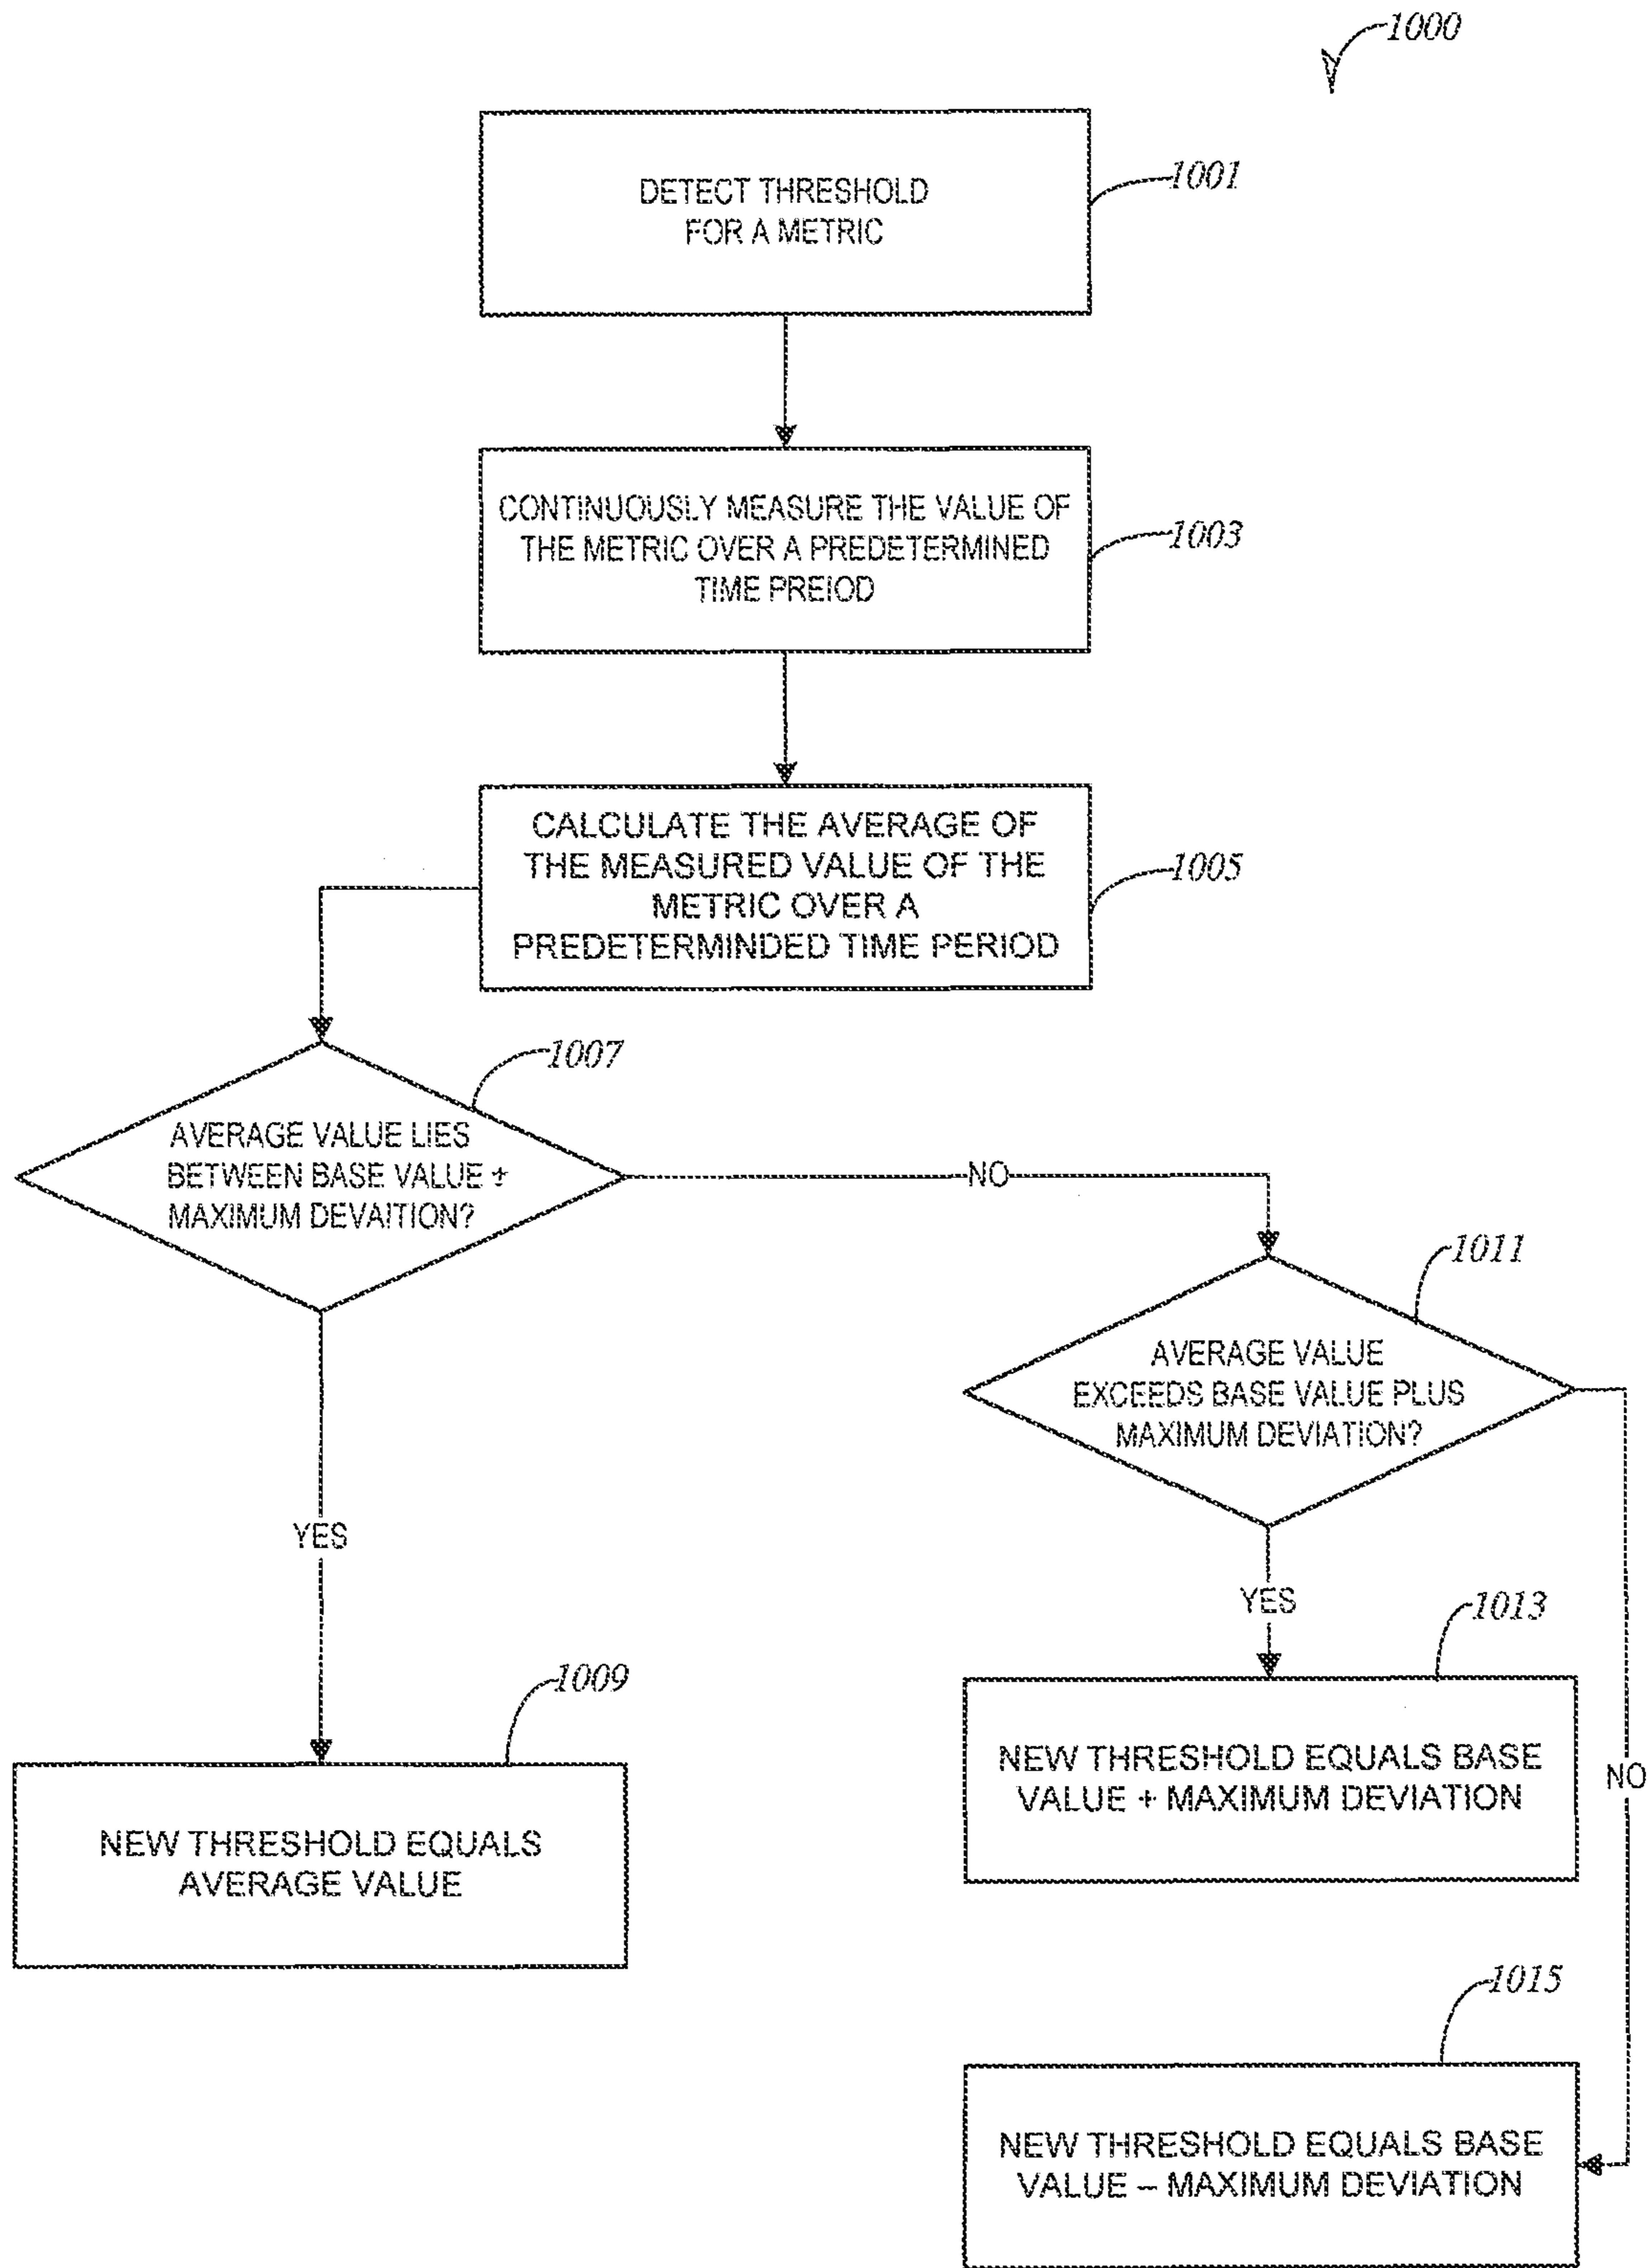 1000
DETECT THRESHOLD
FOR A METRIC
1001
CONTINUOUSLY MEASURE THE VALUE OF
THE METRIC OVER A PREDETERMINED
TIME PREIOD
1003
CALCULATE THE AVERAGE OF
THE MEASURED VALUE OF THE
METRIC OVER A
PREDETERMINDED TIME PERIOD
1005
1007
AVERAGE VALUE LIES
BETWEEN BASE VALUE ±
MAXIMUM DEVAITION?
NO
1011
AVERAGE VALUE
EXCEEDS BASE VALUE PLUS
MAXIMUM DEVIATION?
YES
YES
1013
1009
NEW THRESHOLD EQUALS BASE
VALUE + MAXIMUM DEVIATION
NO
NEW THRESHOLD EQUALS
AVERAGE VALUE
1015
NEW THRESHOLD EQUALS BASE
VALUE – MAXIMUM DEVIATION